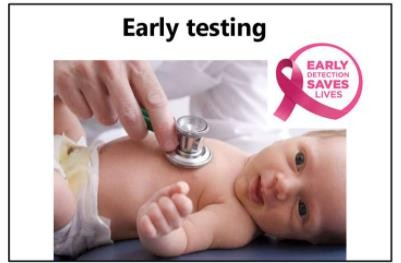 Early testing
EARLY
DETECTION
SAVES
LIVES